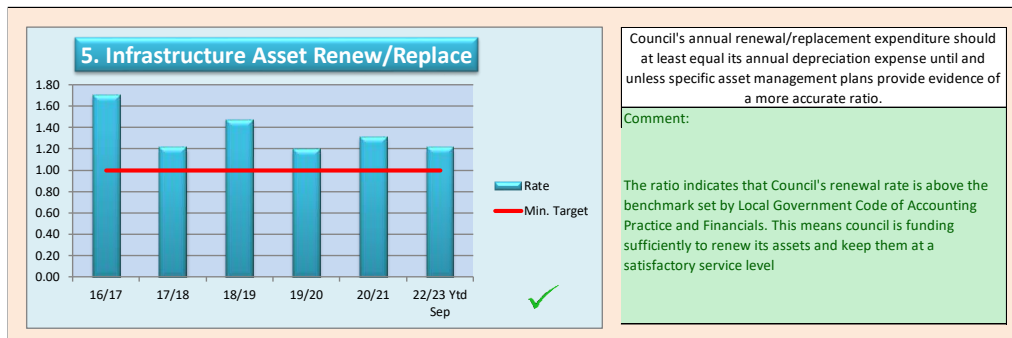 5. Infrastructure Asset Renew/Replace
1.80
1.60
1.40
1.20
1.00
0.80
0.60
0.40
0.20
0.00
16/17 17/18 18/19 19/20 20/21 22/23 Ytd
Sep
Rate
Min. Target
Council's annual renewal/replacement expenditure should
at least equal its annual depreciation expense until and
unless specific asset management plans provide evidence of
a more accurate ratio.
Comment:
The ratio indicates that Council's renewal rate is above the
benchmark set by Local Government Code of Accounting
Practice and Financials. This means council is funding
sufficiently to renew its assets and keep them at a
satisfactory service level